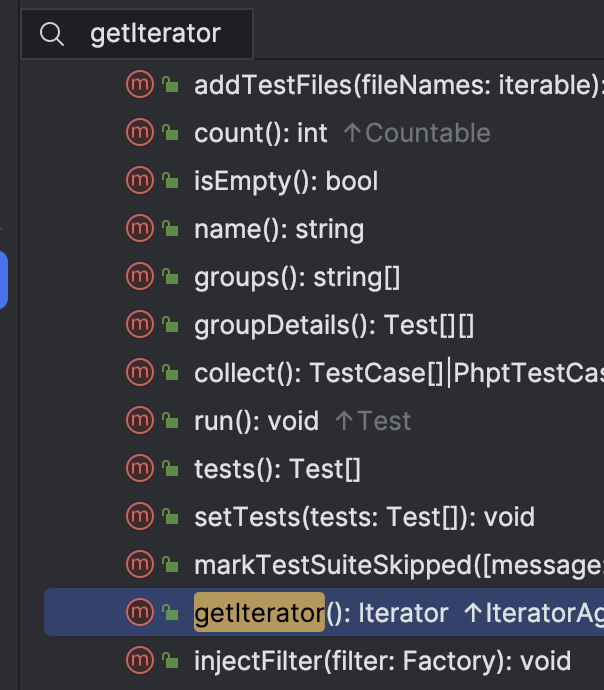 getIterator
addTestFiles(fileNames: iterable):
count(): int ↑Countable
isEmpty(): bool
name(): string
groups(): string[]
groupDetails(): Test[][]
collect(): TestCase[]|PhptTestCas
run(): void ↑Test
tests(): Test[]
setTests(tests: Test[]): void
markTestSuiteSkipped([message:
getIterator(): Iterator ↑IteratorAg
injectFilter(filter: Factory): void